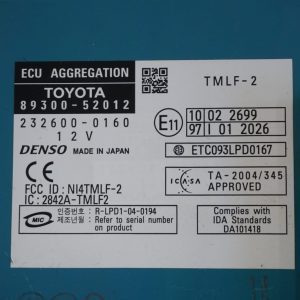 ECU AGGREGATION
TOYOTA
89300-52012
232600-0160
12V
DENSO MADE IN JAPAN
FCC ID : NI4TMLF-2
IC : 2842A-TMLF2
MIC
인증번호 : R-LPD1-04-0194
제조년월 : Refer to serial number
on product
TMLF-2
E11
10 02 2699
97 I 01 2026
ETC093LPD0167
ICASA
TA-2004/345
APPROVED
Complies with
IDA Standards
DA101418